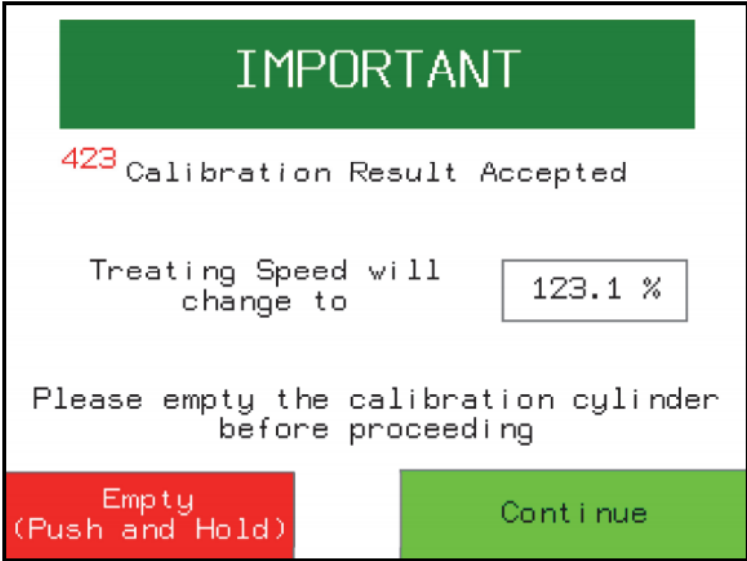 IMPORTANT
423 Calibration Result Accepted
Treating Speed will
change to
123.1 %
Please empty the calibration cylinder
before proceeding
Empty
(Push and Hold)
Continue